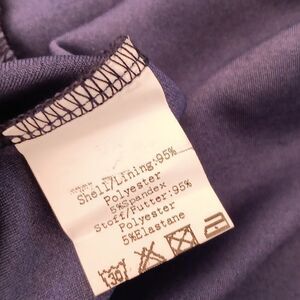 Shell/Lining:95%
Polyester
5%Spandex
Stoff/Futter:95%
Polyester
5%Elastane
30